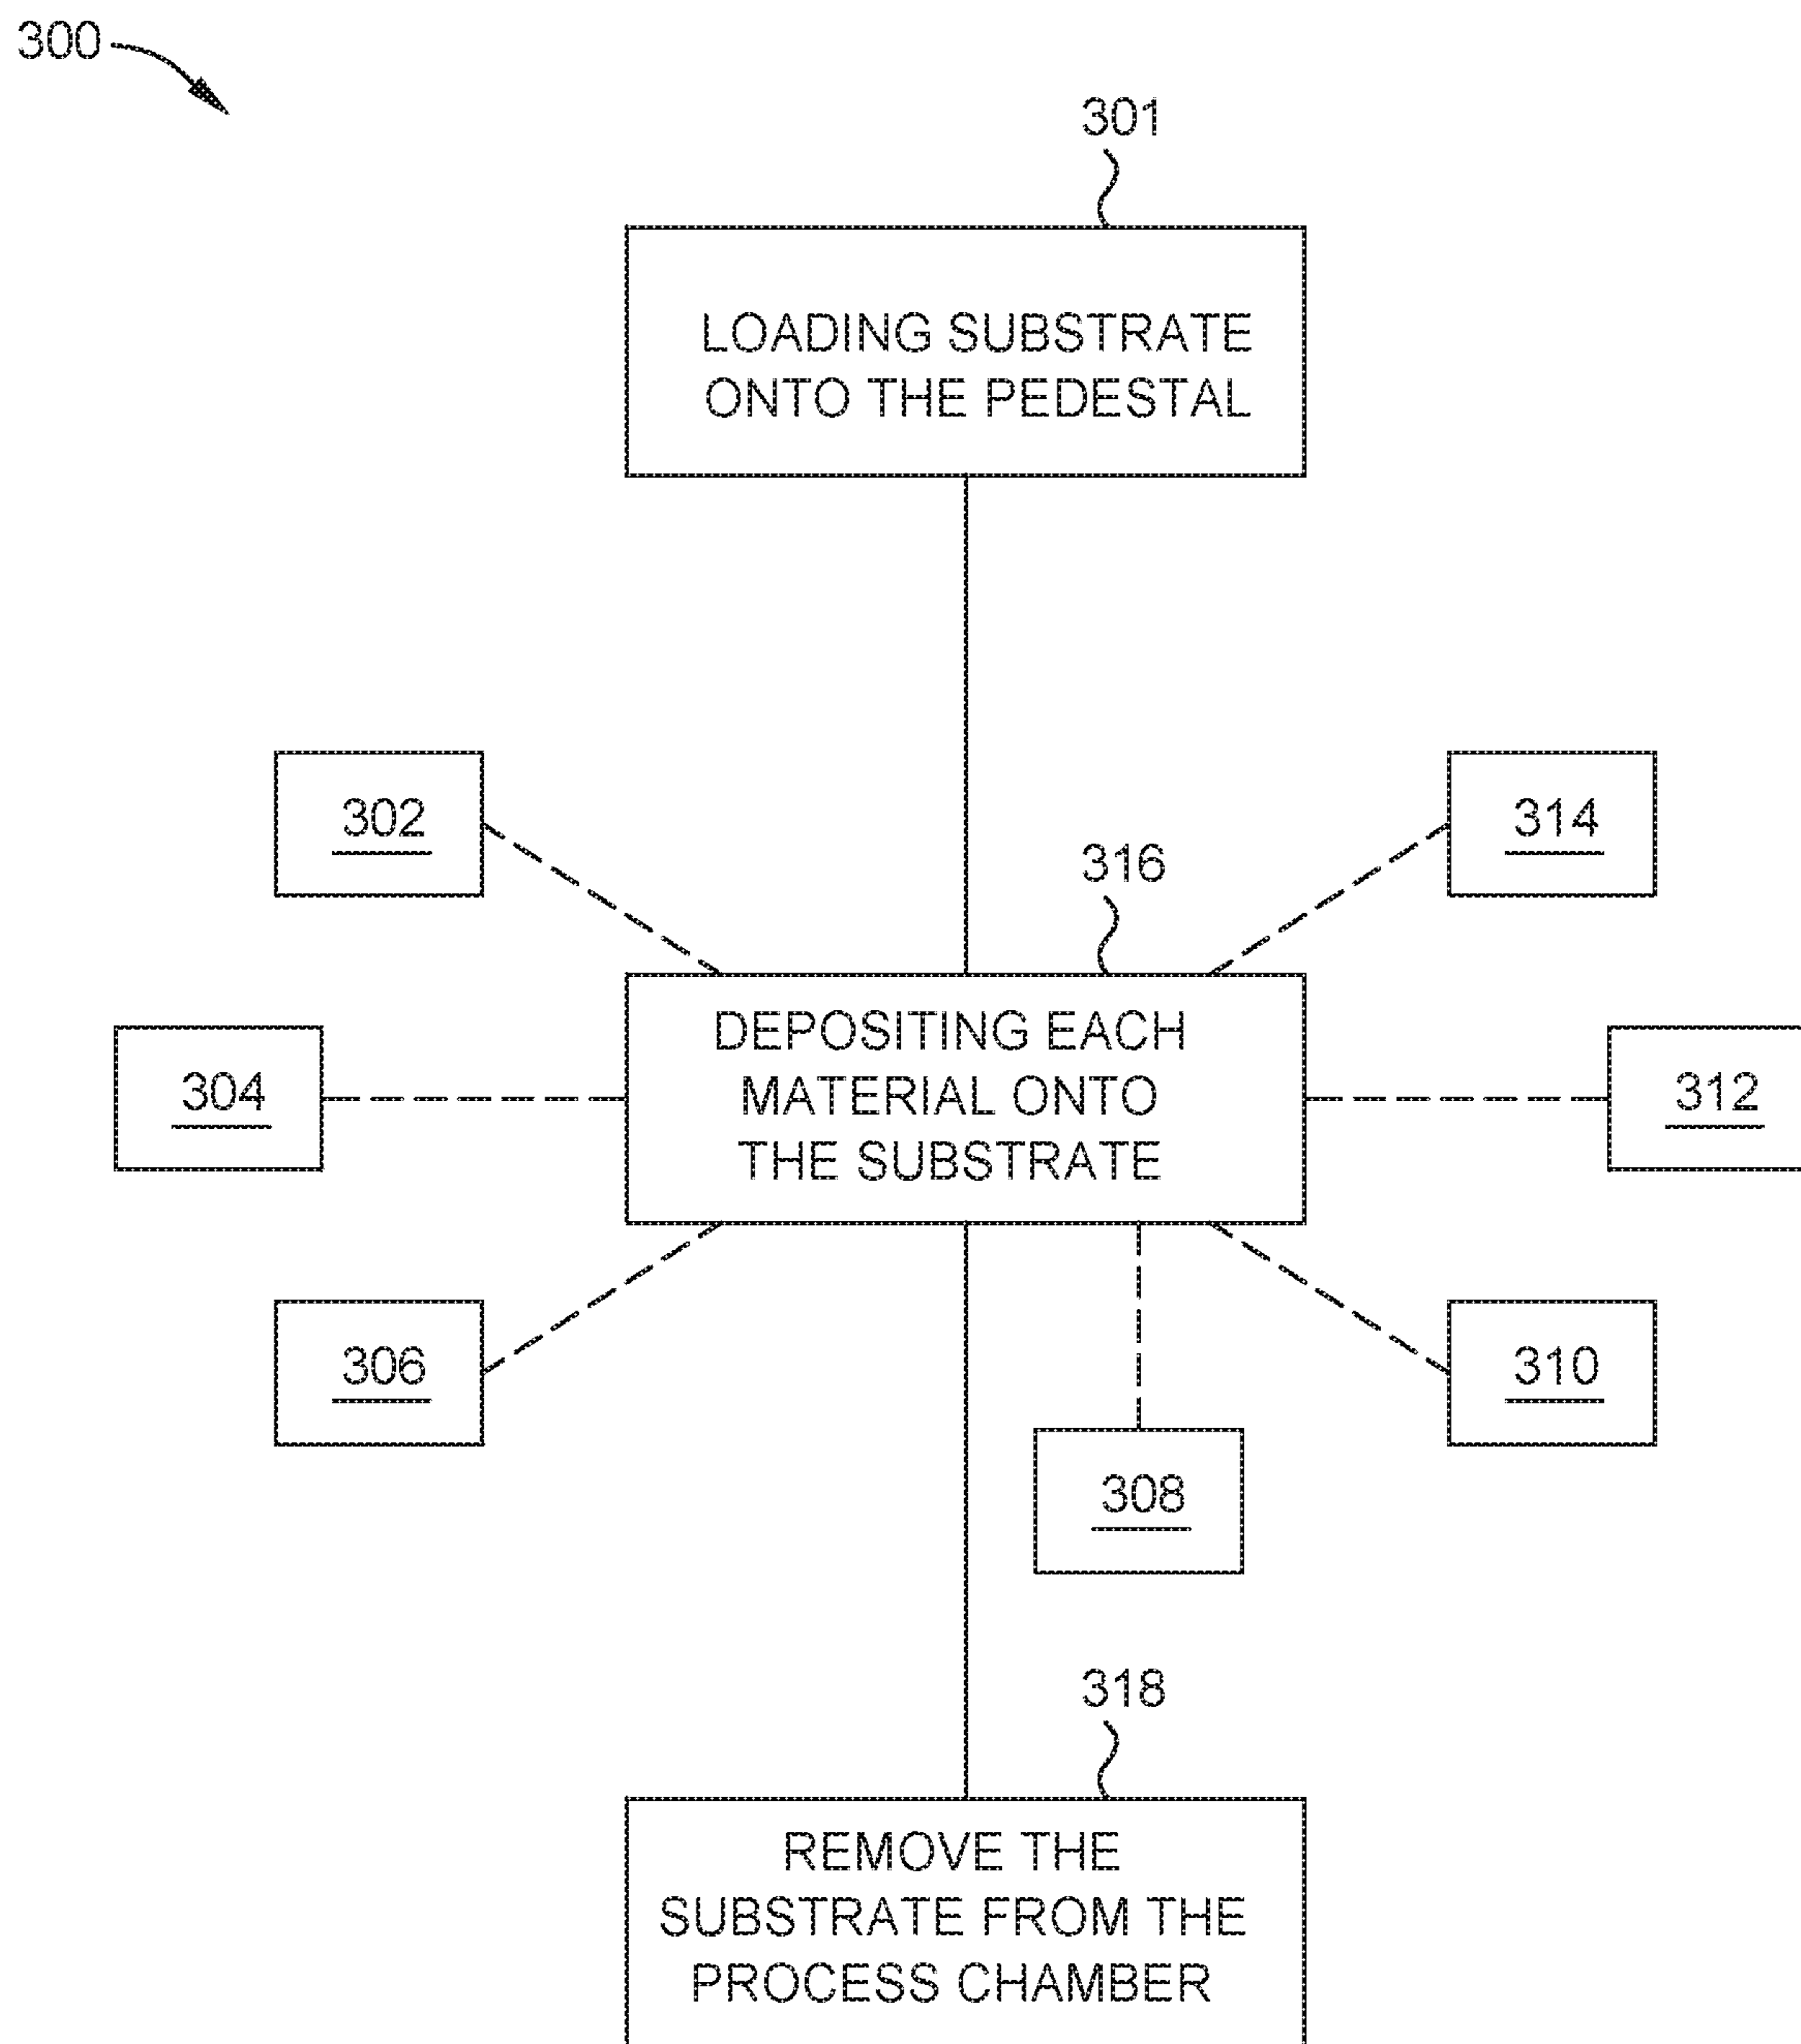 300
301
LOADING SUBSTRATE
ONTO THE PEDESTAL
302
314
316
DEPOSITING EACH
MATERIAL ONTO
THE SUBSTRATE
304
312
306
310
308
318
REMOVE THE
SUBSTRATE FROM THE
PROCESS CHAMBER